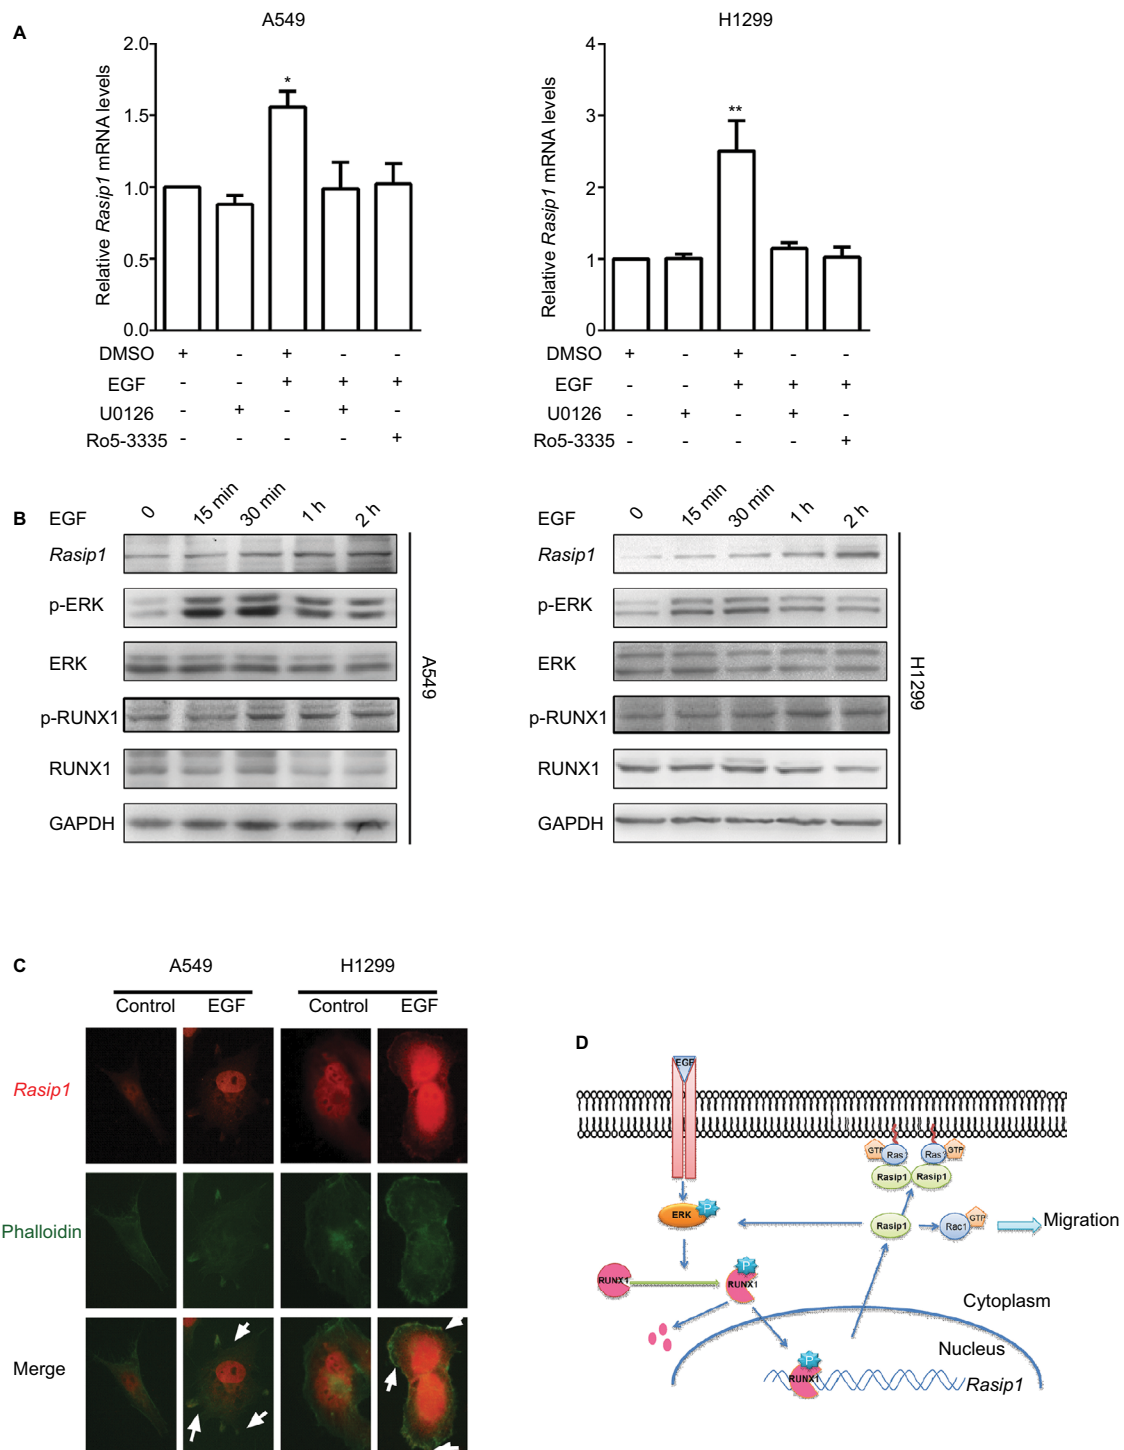 A
A549
Relative Rasip1 mRNA levels
2.0
1.5
1.0
0.5
0.0
*
DMSO + - + - -
EGF - - + + +
U0126 - + - + -
Ro5-3335 - - - - +
H1299
Relative Rasip1 mRNA levels
4
3
2
1
0
**
DMSO + - + - -
EGF - - + + +
U0126 - + - + -
Ro5-3335 - - - - +
B
EGF 0 15 min 30 min 1 h 2 h
Rasip1
p-ERK
ERK
p-RUNX1
RUNX1
GAPDH
A549
EGF 0 15 min 30 min 1 h 2 h
Rasip1
p-ERK
ERK
p-RUNX1
RUNX1
GAPDH
H1299
C
A549 H1299
Control EGF Control EGF
Rasip1
Phalloidin
Merge
D
EGF
GTP Ras Ras GTP
Rasip1 Rasip1
ERK P
Rasip1 Rac1 GTP Migration
RUNX1 P RUNX1
Cytoplasm
Nucleus
P
RUNX1 Rasip1